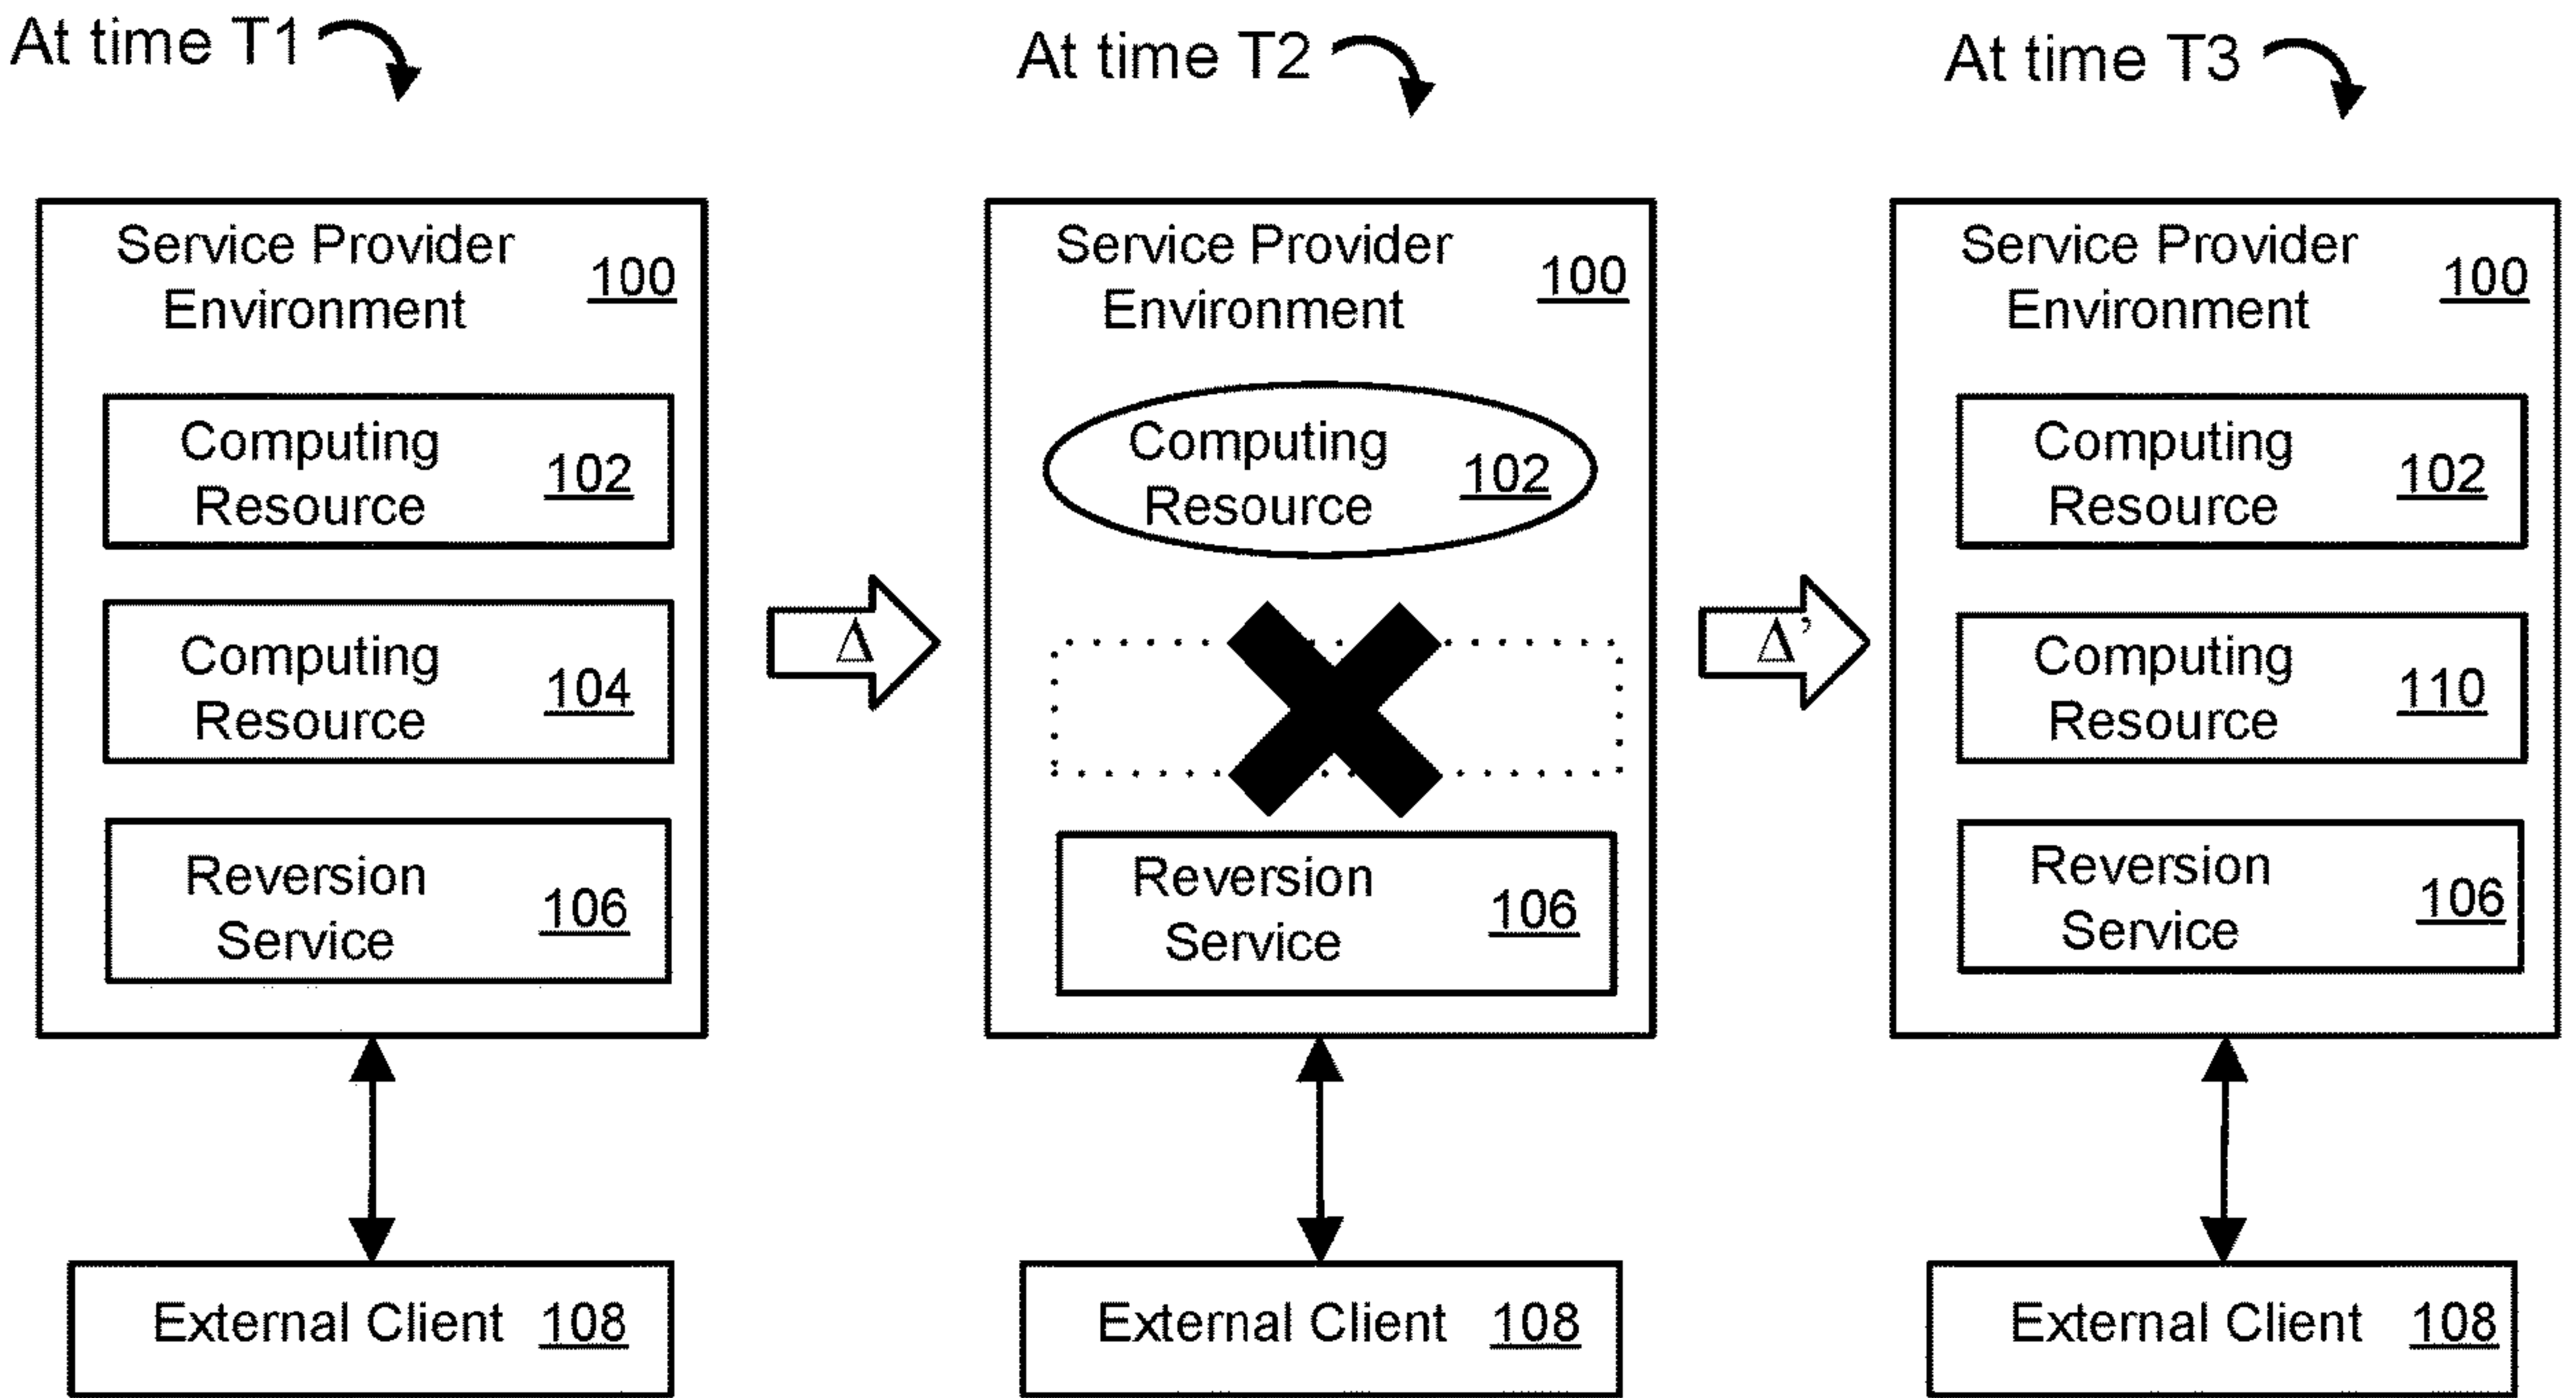 At time T1
Service Provider
Environment 100
Computing
Resource 102
Computing
Resource 104
Reversion
Service 106
External Client 108
Δ
At time T2
Service Provider
Environment 100
Computing
Resource 102
Reversion
Service 106
External Client 108
Δ’
At time T3
Service Provider
Environment 100
Computing
Resource 102
Computing
Resource 110
Reversion
Service 106
External Client 108